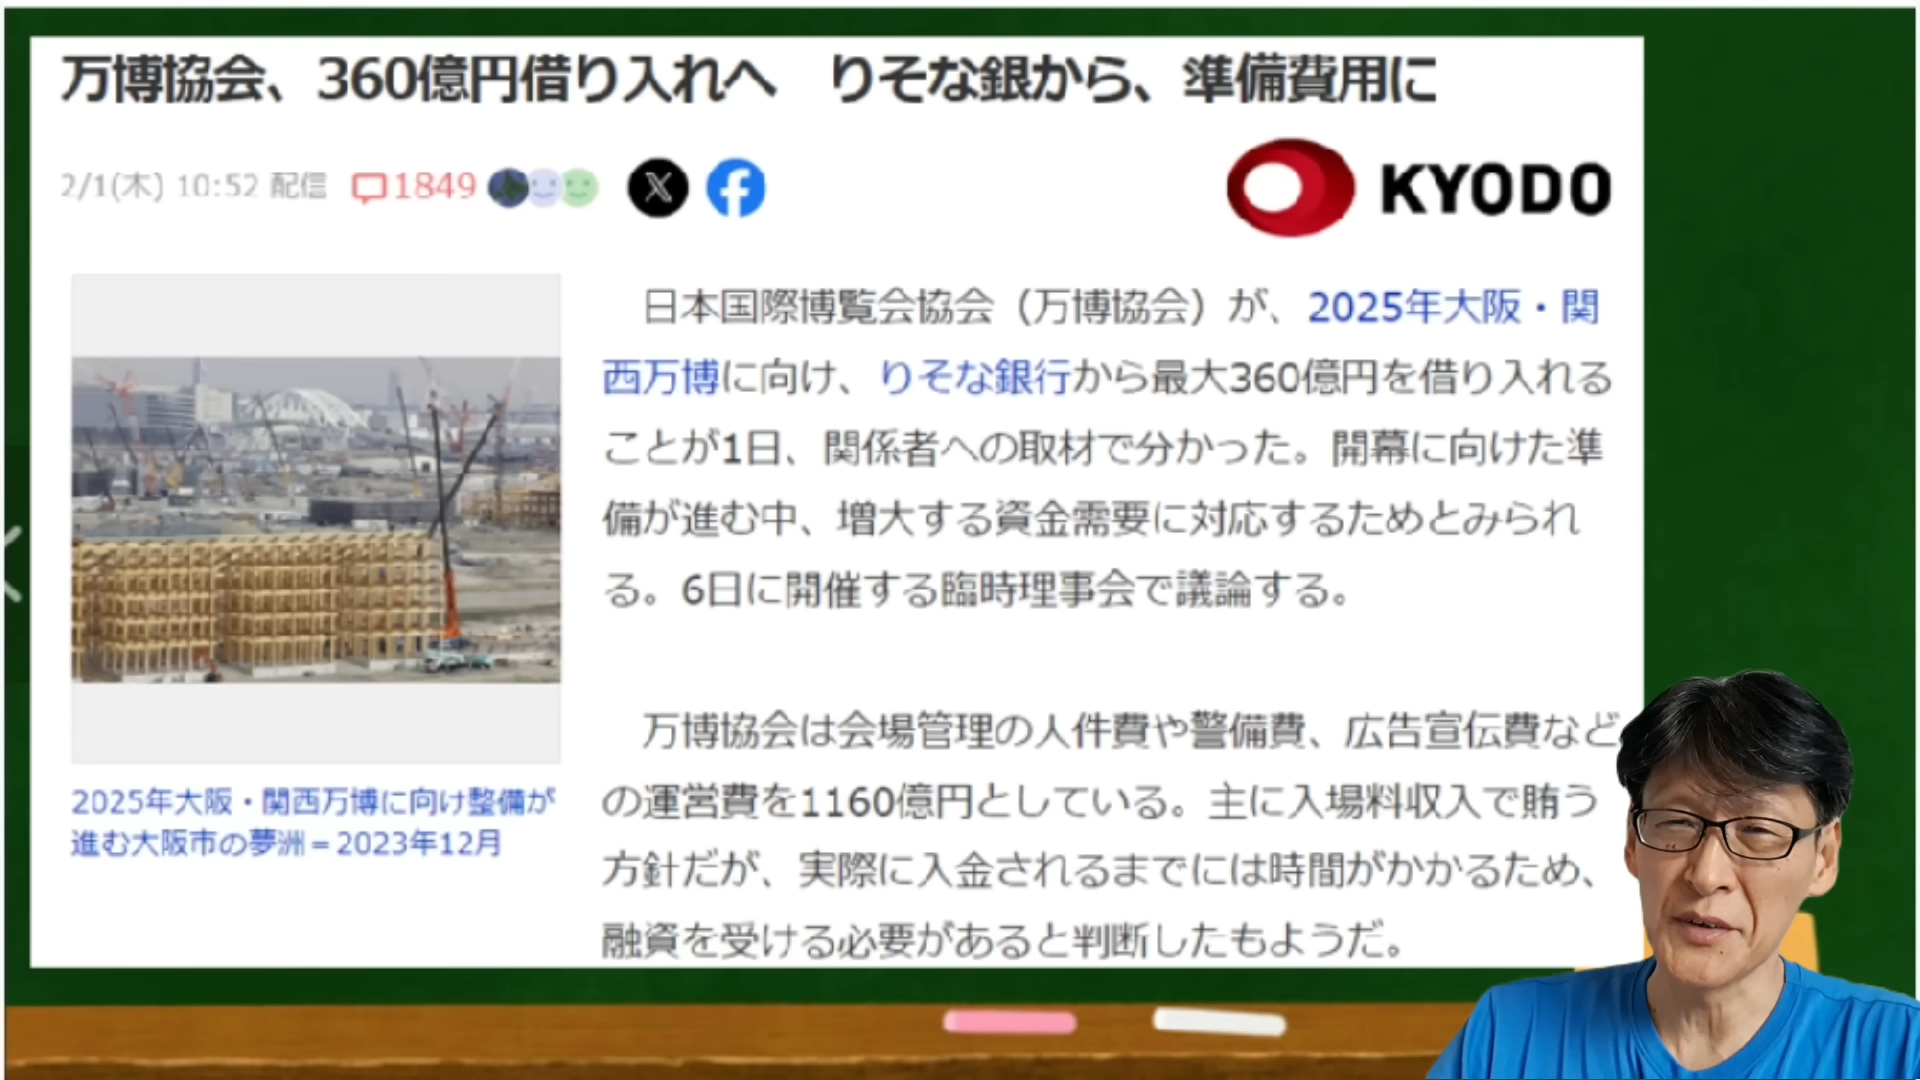 万博協会、360億円借り入れへ　りそな銀から、準備費用に
2/1(木) 10:52 配信 1849
KYODO
日本国際博覧会協会（万博協会）が、2025年大阪・関
西万博に向け、りそな銀行から最大360億円を借り入れる
ことが1日、関係者への取材で分かった。開幕に向けた準
備が進む中、増大する資金需要に対応するためとみられ
る。6日に開催する臨時理事会で議論する。
万博協会は会場管理の人件費や警備費、広告宣伝費など
の運営費を1160億円としている。主に入場料収入で賄う
方針だが、実際に入金されるまでには時間がかかるため、
融資を受ける必要があると判断したもようだ。
2025年大阪・関西万博に向け整備が
進む大阪市の夢洲＝2023年12月